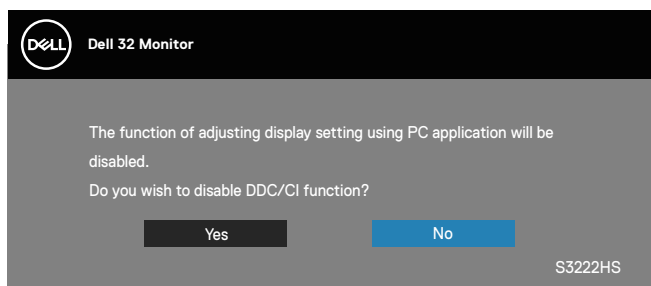 DELL
Dell 32 Monitor
The function of adjusting display setting using PC application will be
disabled.
Do you wish to disable DDC/CI function?
Yes
No
S3222HS